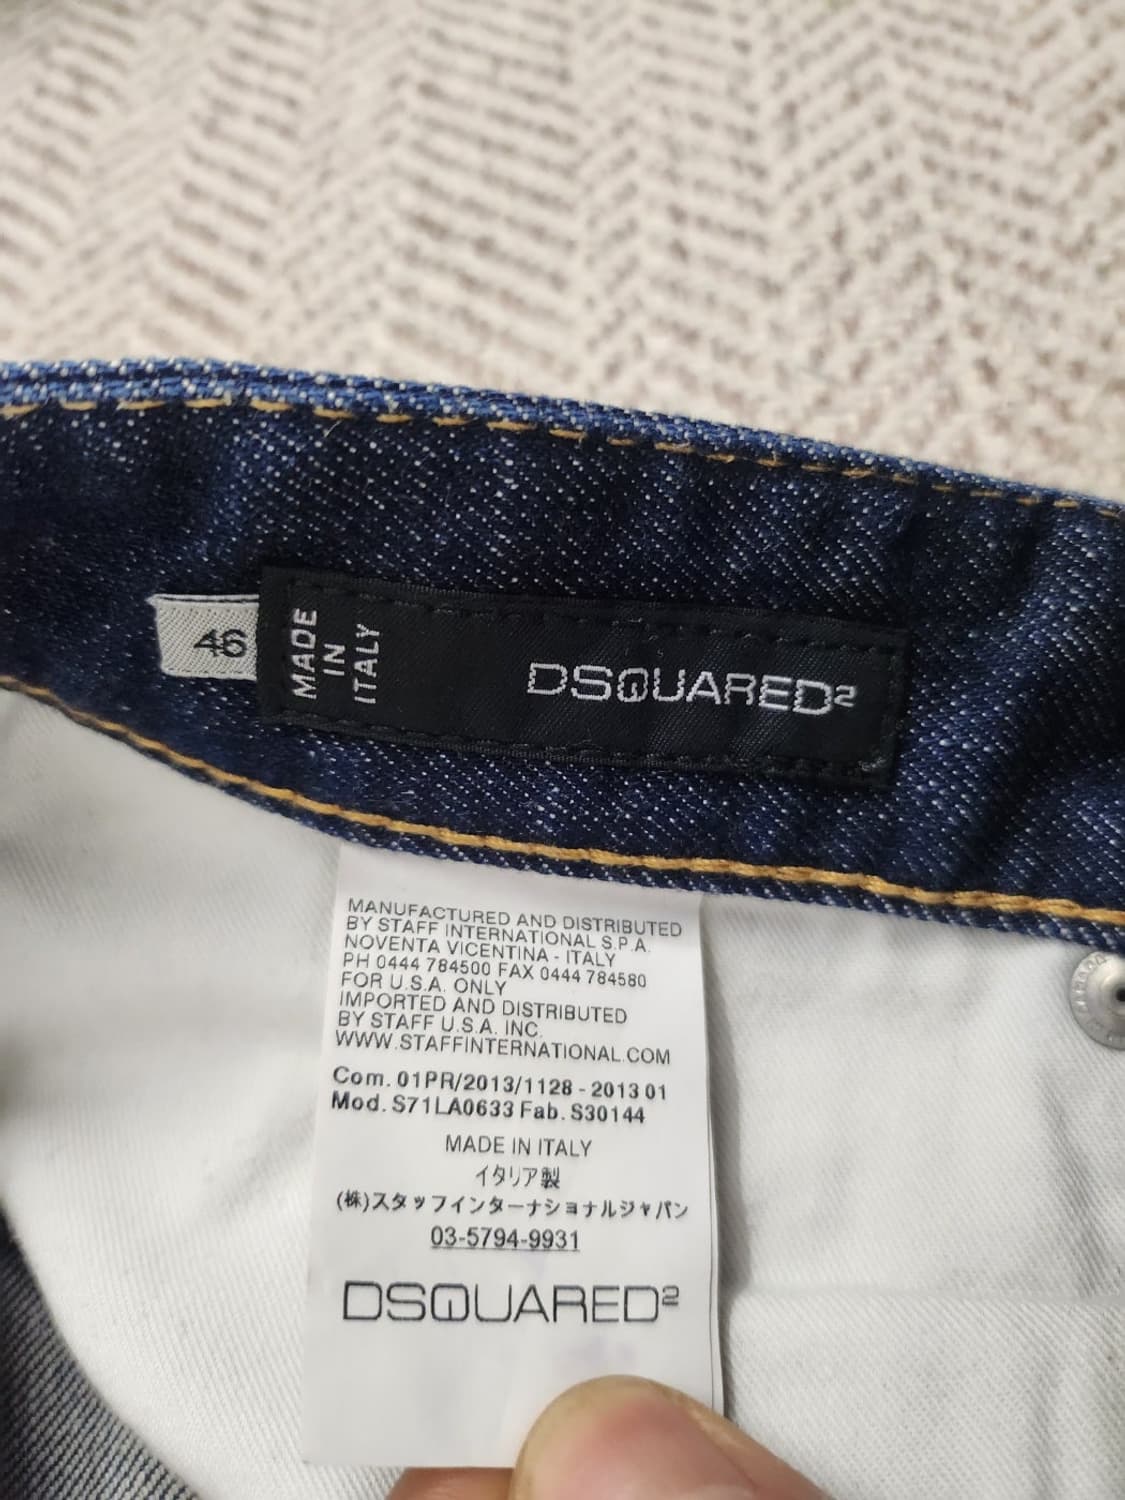 46
MADE
IN
ITALY
DSQUARED²
MANUFACTURED AND DISTRIBUTED
BY STAFF INTERNATIONAL S.P.A.
NOVENTA VICENTINA - ITALY
PH 0444 784500 FAX 0444 784580
FOR U.S.A. ONLY
IMPORTED AND DISTRIBUTED
BY STAFF U.S.A. INC.
WWW.STAFFINTERNATIONAL.COM
Com. 01PR/2013/1128 - 2013 01
Mod. S71LA0633 Fab. S30144
MADE IN ITALY
イタリア製
(株)スタッフインターナショナルジャパン
03-5794-9931
DSQUARED²